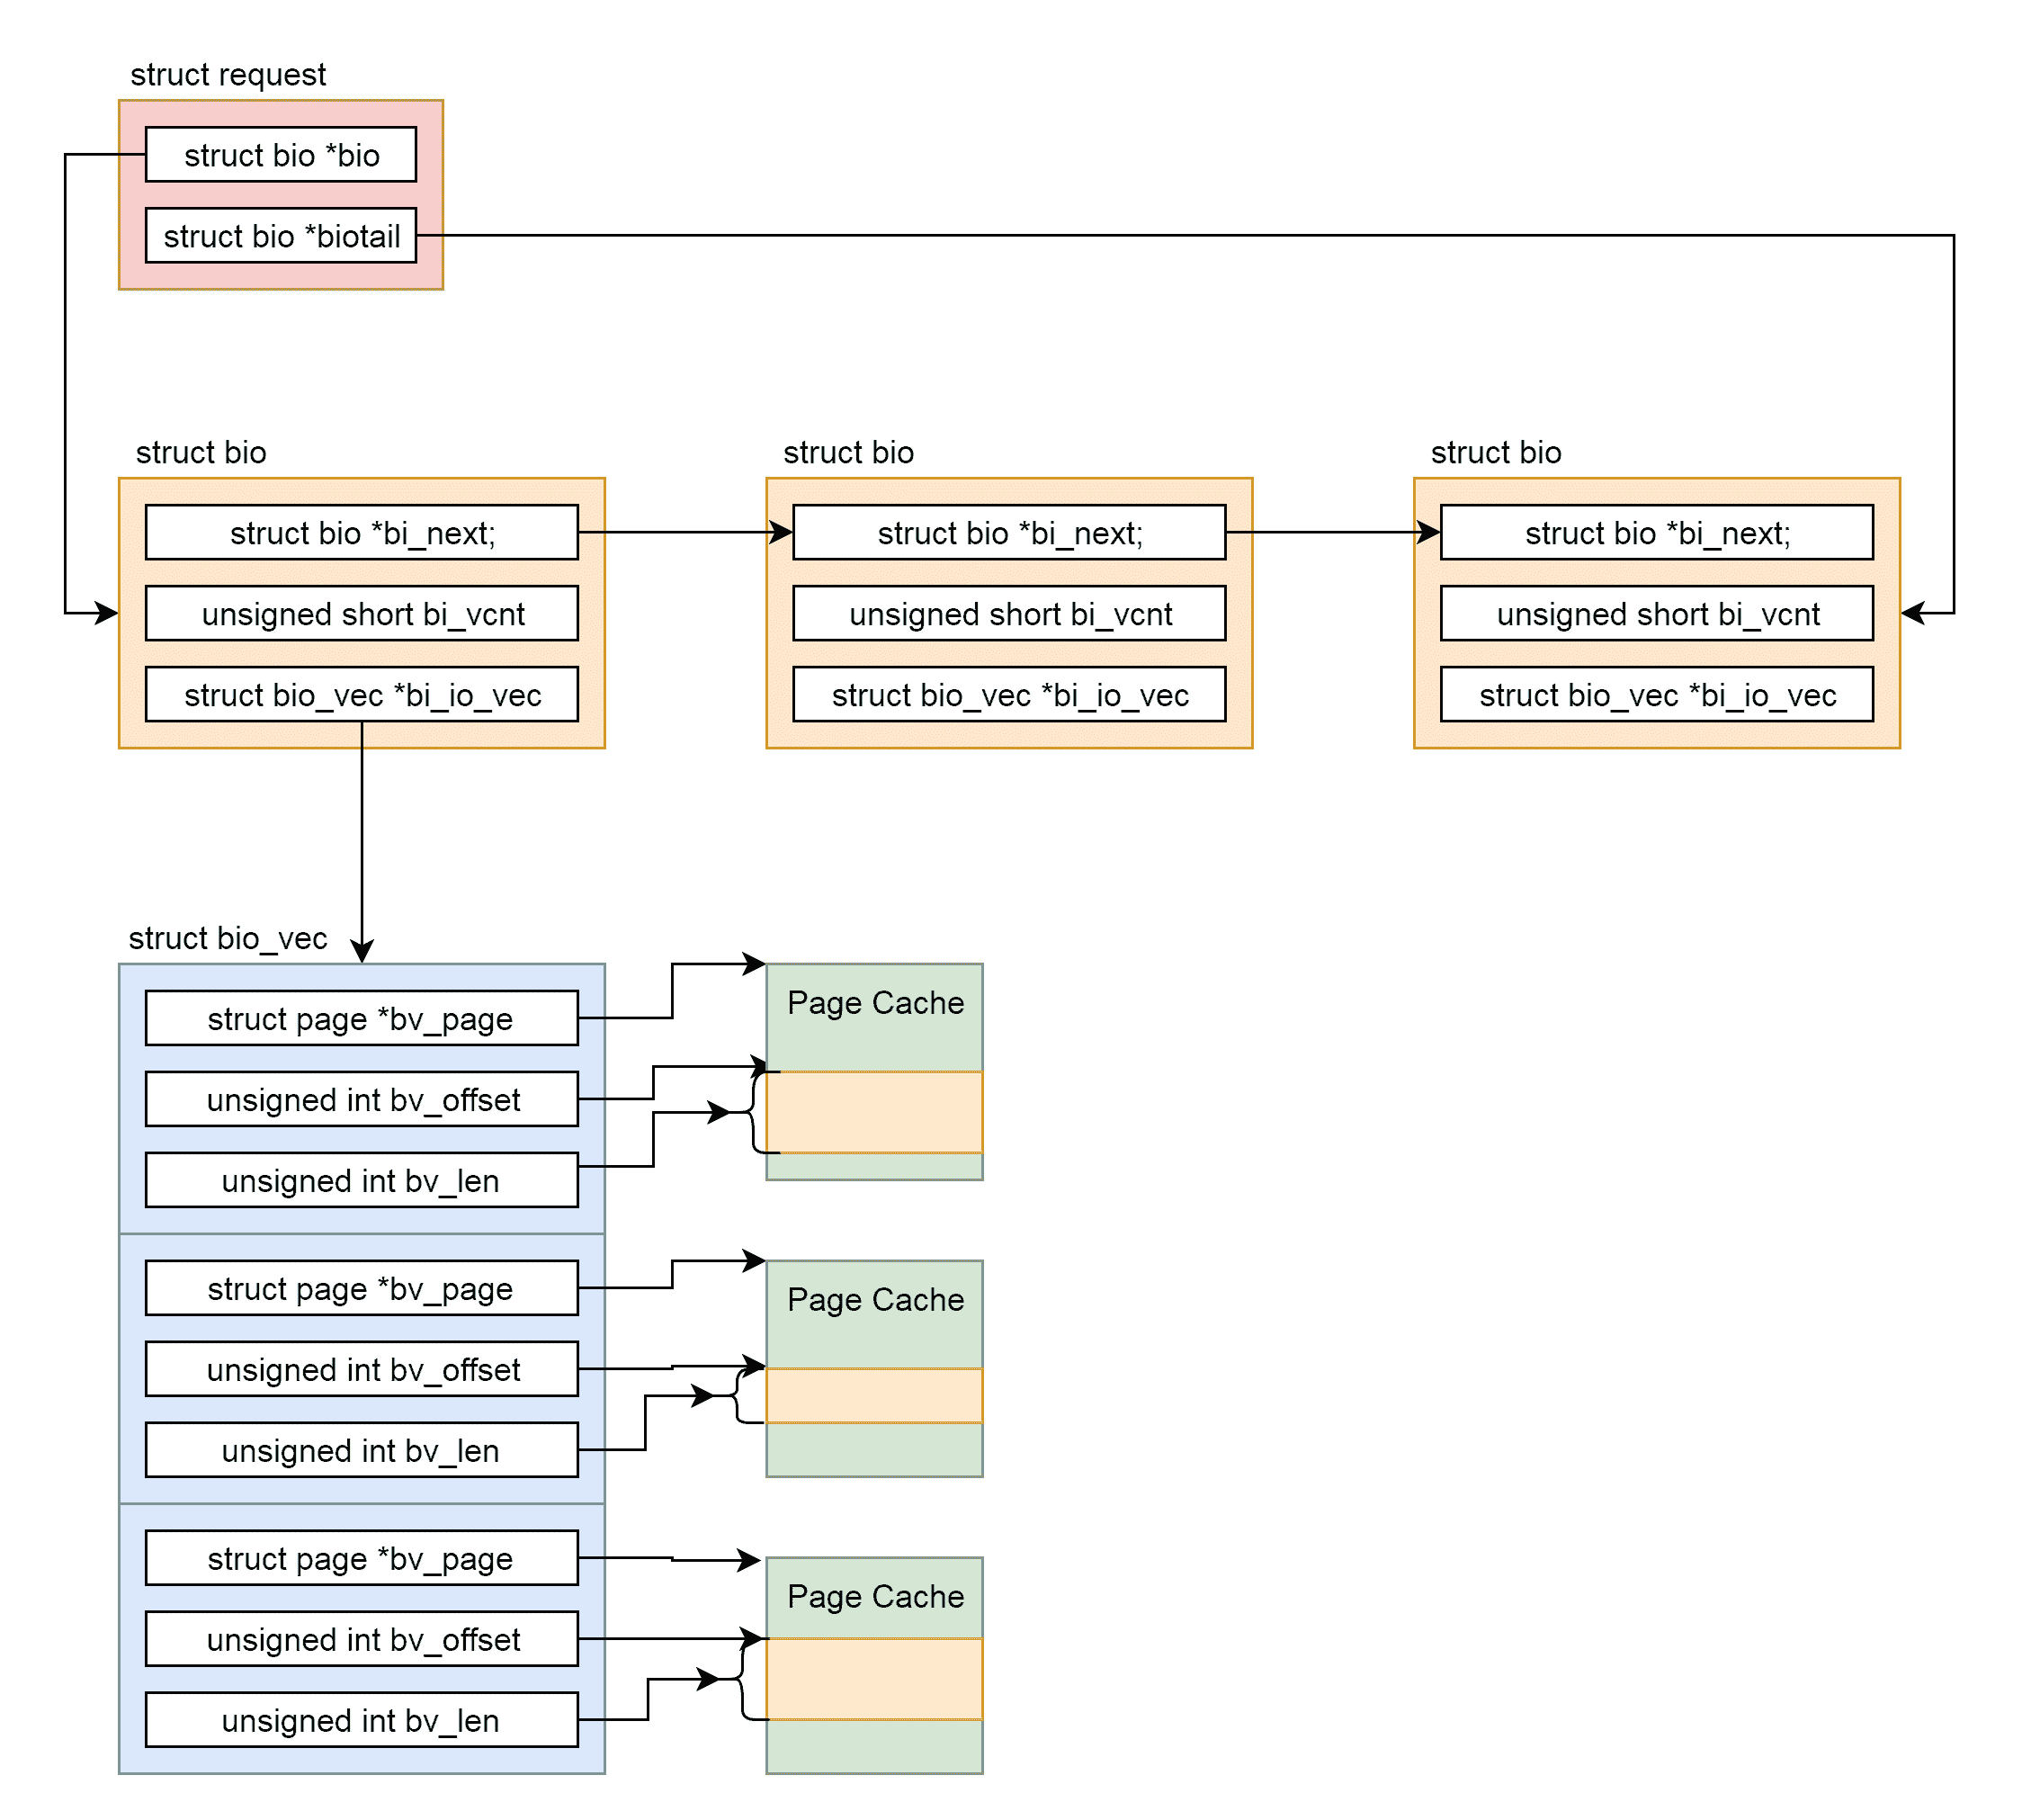 struct request
struct bio *bio
struct bio *biotail
struct bio
struct bio *bi_next;
unsigned short bi_vcnt
struct bio_vec *bi_io_vec
struct bio
struct bio *bi_next;
unsigned short bi_vcnt
struct bio_vec *bi_io_vec
struct bio
struct bio *bi_next;
unsigned short bi_vcnt
struct bio_vec *bi_io_vec
struct bio_vec
struct page *bv_page
unsigned int bv_offset
unsigned int bv_len
Page Cache
struct page *bv_page
unsigned int bv_offset
unsigned int bv_len
Page Cache
struct page *bv_page
unsigned int bv_offset
unsigned int bv_len
Page Cache